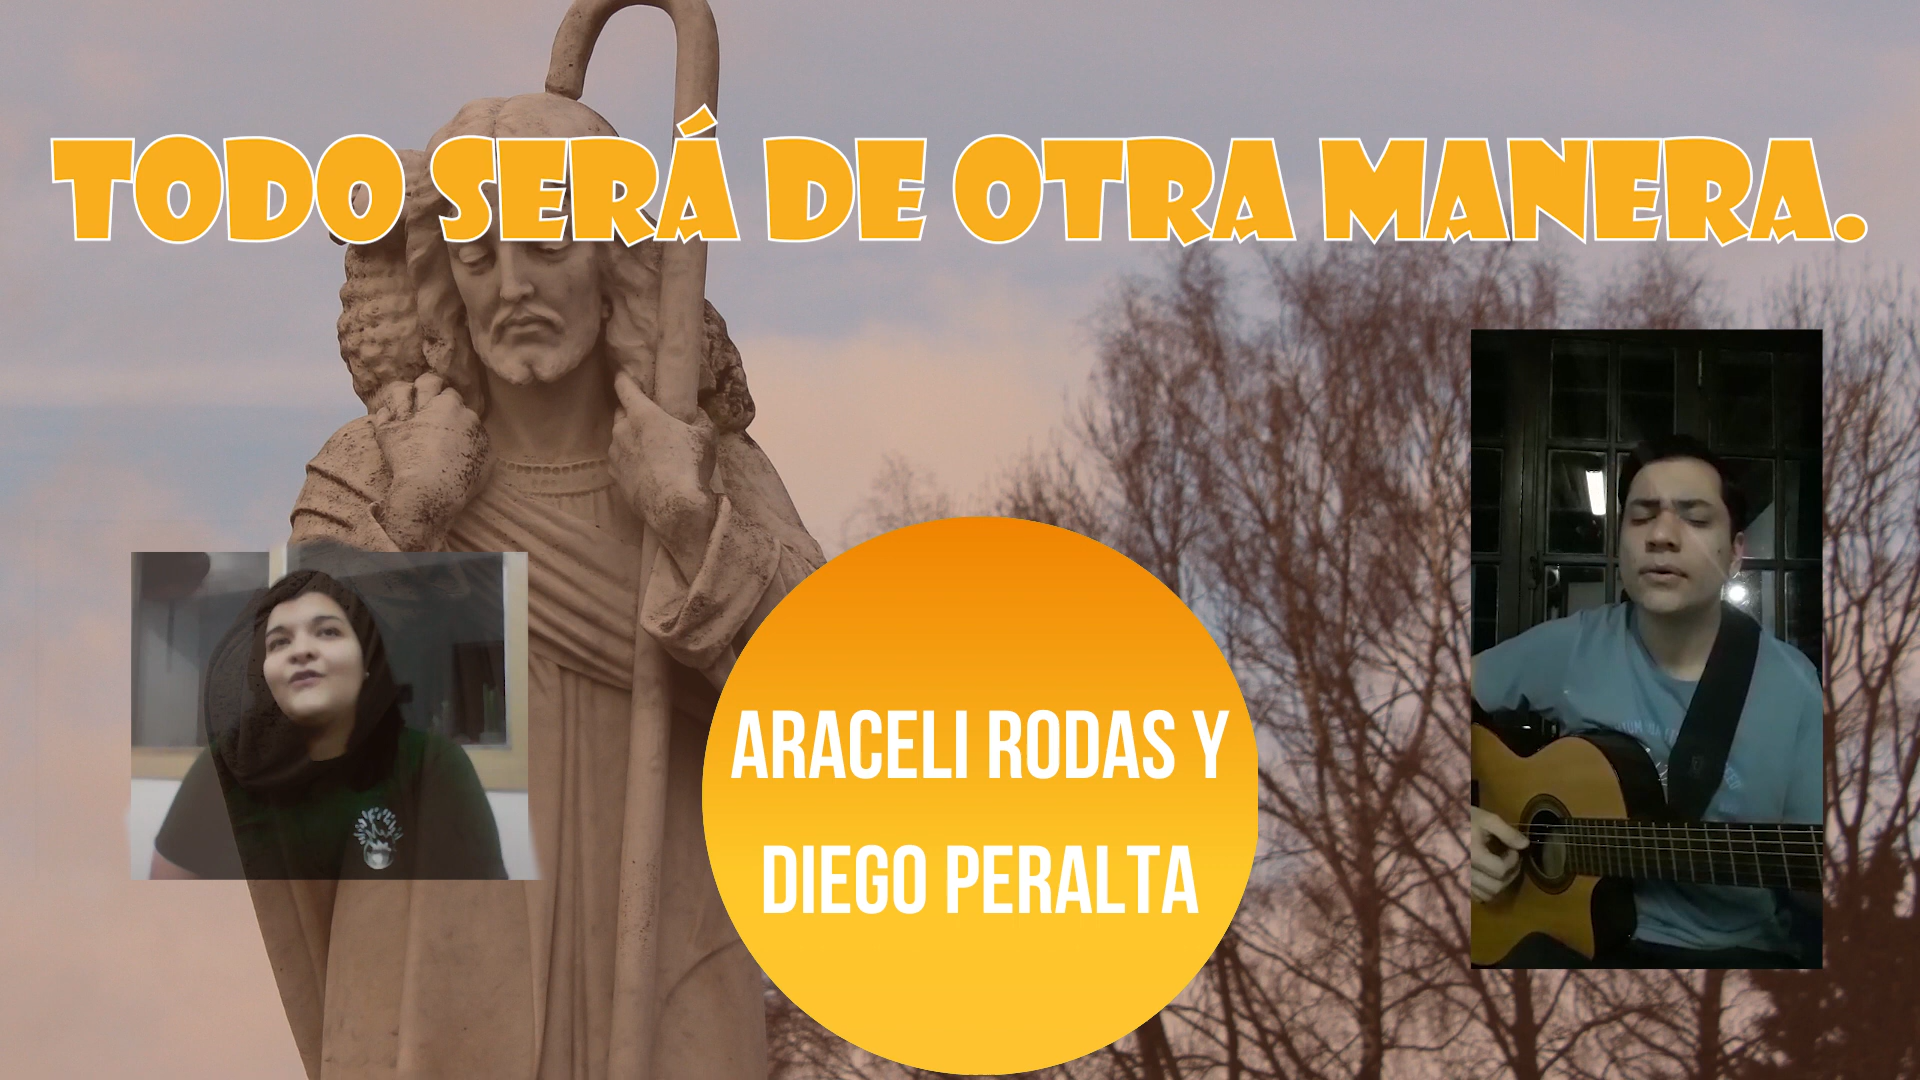 TODO SERÁ DE OTRA MANERA.
ARACELI RODAS Y
DIEGO PERALTA